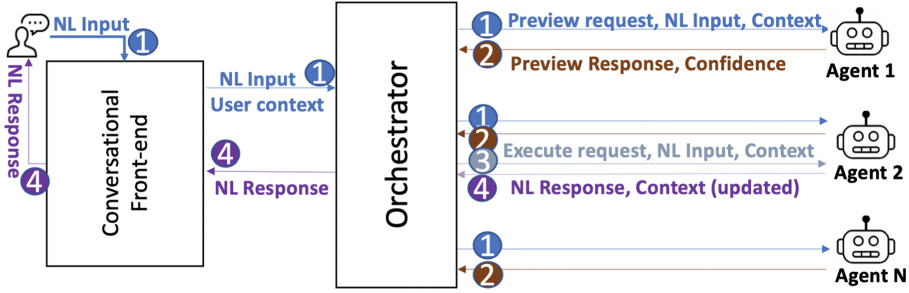 NL Input
1
NL Response
4
Conversational
Front-end
NL Input
1
User context
4
NL Response
Orchestrator
1
Preview request, NL Input, Context
2
Preview Response, Confidence
Agent 1
1
2
3
Execute request, NL Input, Context
4
NL Response, Context (updated)
Agent 2
1
2
Agent N